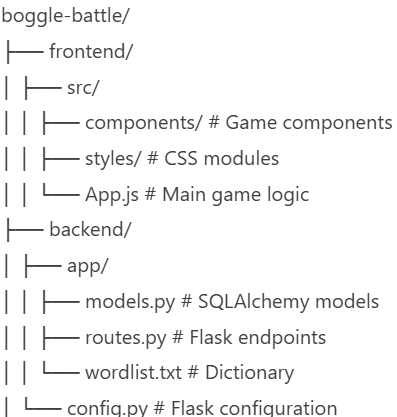 boggle-battle/
├── frontend/
│ ├── src/
│ │ ├── components/ # Game components
│ │ ├── styles/ # CSS modules
│ │ └── App.js # Main game logic
├── backend/
│ ├── app/
│ │ ├── models.py # SQLAlchemy models
│ │ ├── routes.py # Flask endpoints
│ │ └── wordlist.txt # Dictionary
│ └── config.py # Flask configuration